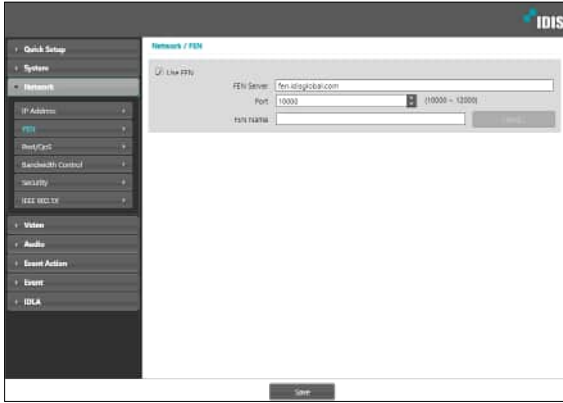 IDIS
Quick Setup
System
Network
IP Address
FEN
Port/QoS
Bandwidth Control
Security
IEEE 802.1X
Video
Audio
Event Action
Event
IDLA
Network / FEN
Use FEN
FEN Server fen.idisglobal.com
Port 10000 (10000 ~ 12000)
FEN Name
Save